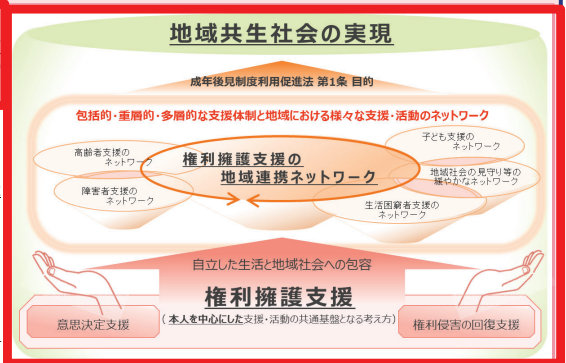 地域共生社会の実現
成年後見制度利用促進法 第1条 目的
包括的・重層的・多層的な支援体制と地域における様々な支援・活動のネットワーク
高齢者支援の
ネットワーク
障害者支援の
ネットワーク
権利擁護支援の
地域連携ネットワーク
子ども支援の
ネットワーク
地域社会の見守り等の
緩やかなネットワーク
生活困窮者支援の
ネットワーク
自立した生活と地域社会への包容
権利擁護支援
(本人を中心にした支援・活動の共通基盤となる考え方)
意思決定支援
権利侵害の回復支援